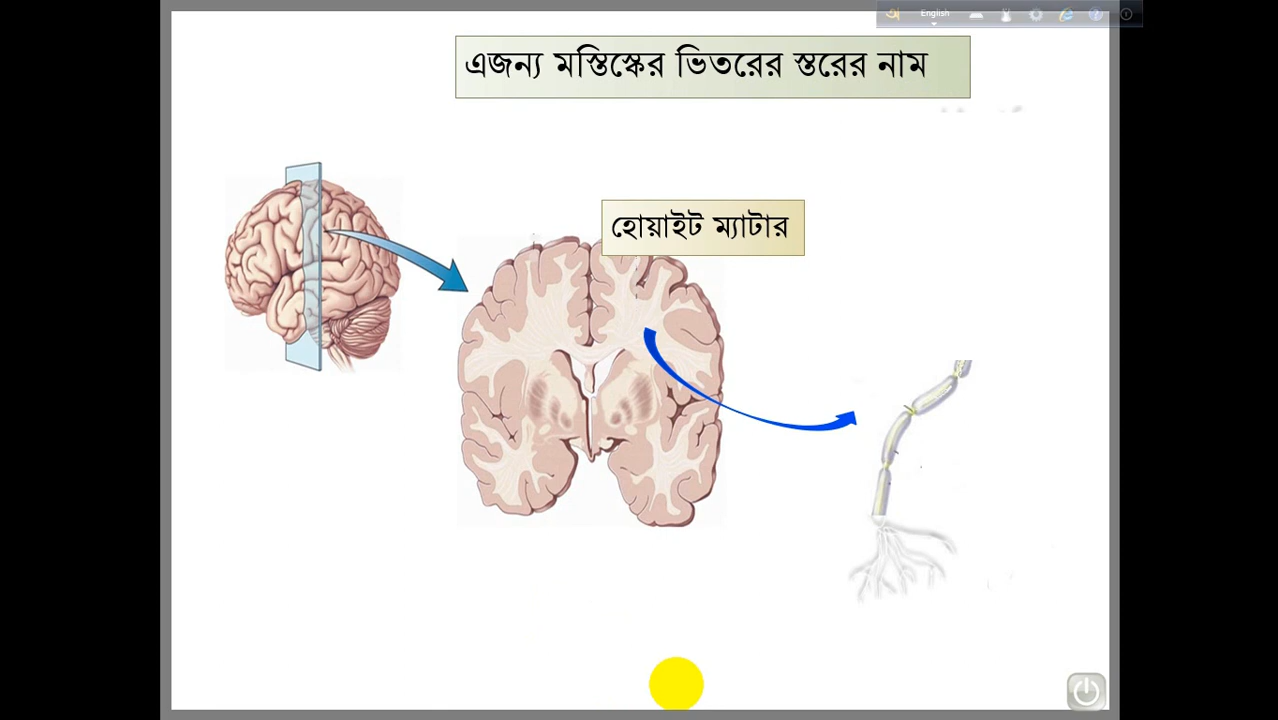 English
এজন্য মস্তিস্কের ভিতরের স্তরের নাম
হোয়াইট ম্যাটার